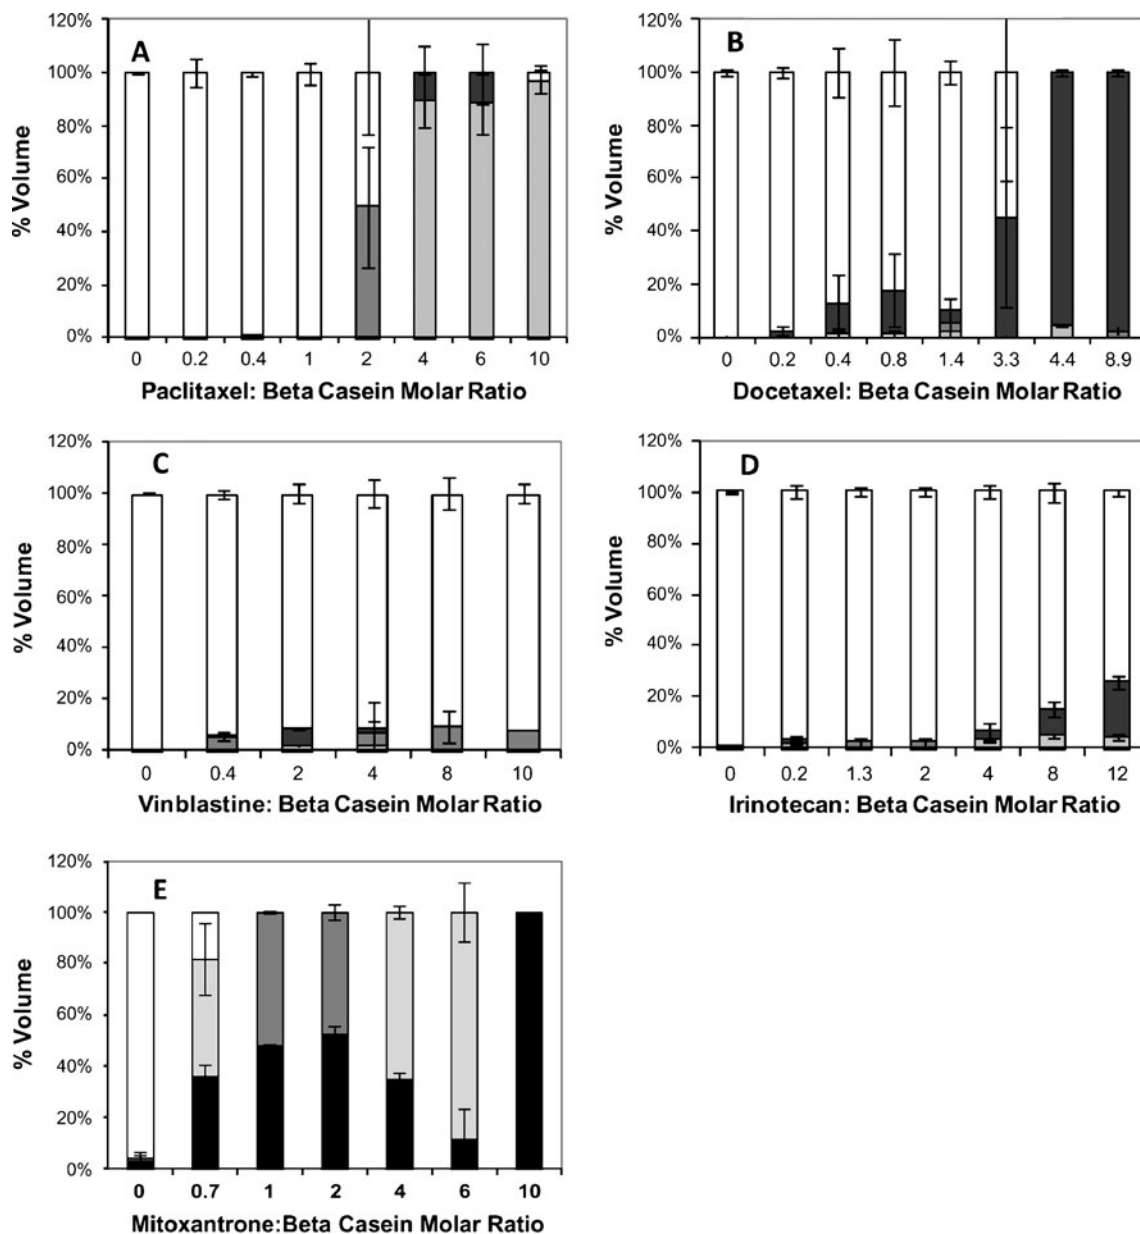 A
% Volume
120%
100%
80%
60%
40%
20%
0%
0 0.2 0.4 1 2 4 6 10
Paclitaxel: Beta Casein Molar Ratio
B
% Volume
120%
100%
80%
60%
40%
20%
0%
0 0.2 0.4 0.8 1.4 3.3 4.4 8.9
Docetaxel: Beta Casein Molar Ratio
C
% Volume
120%
100%
80%
60%
40%
20%
0%
0 0.4 2 4 8 10
Vinblastine: Beta Casein Molar Ratio
D
% Volume
120%
100%
80%
60%
40%
20%
0%
0 0.2 1.3 2 4 8 12
Irinotecan: Beta Casein Molar Ratio
E
% Volume
120%
100%
80%
60%
40%
20%
0%
0 0.7 1 2 4 6 10
Mitoxantrone:Beta Casein Molar Ratio